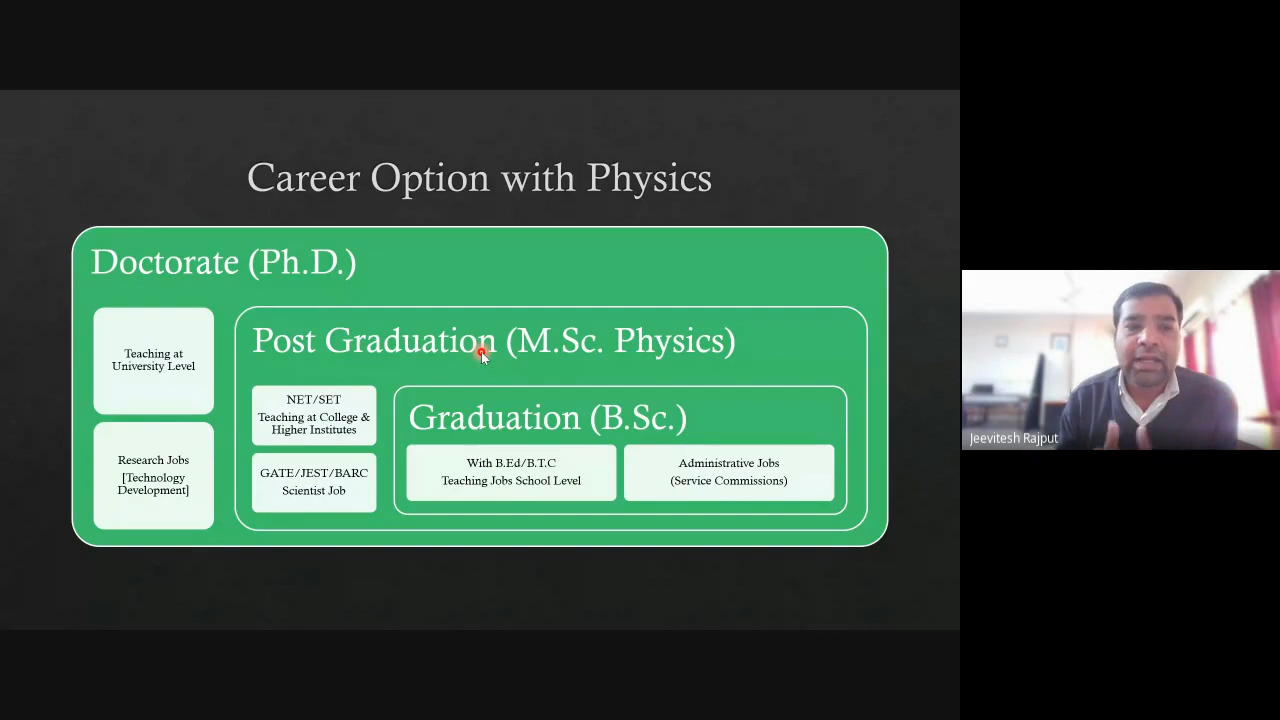 Career Option with Physics
Doctorate (Ph.D.)
Teaching at
University Level
Research Jobs
[Technology
Development]
Post Graduation (M.Sc. Physics)
NET/SET
Teaching at College &
Higher Institutes
GATE/JEST/BARC
Scientist Job
Graduation (B.Sc.)
With B.Ed/B.T.C
Teaching Jobs School Level
Administrative Jobs
(Service Commissions)
Jeevitesh Rajput